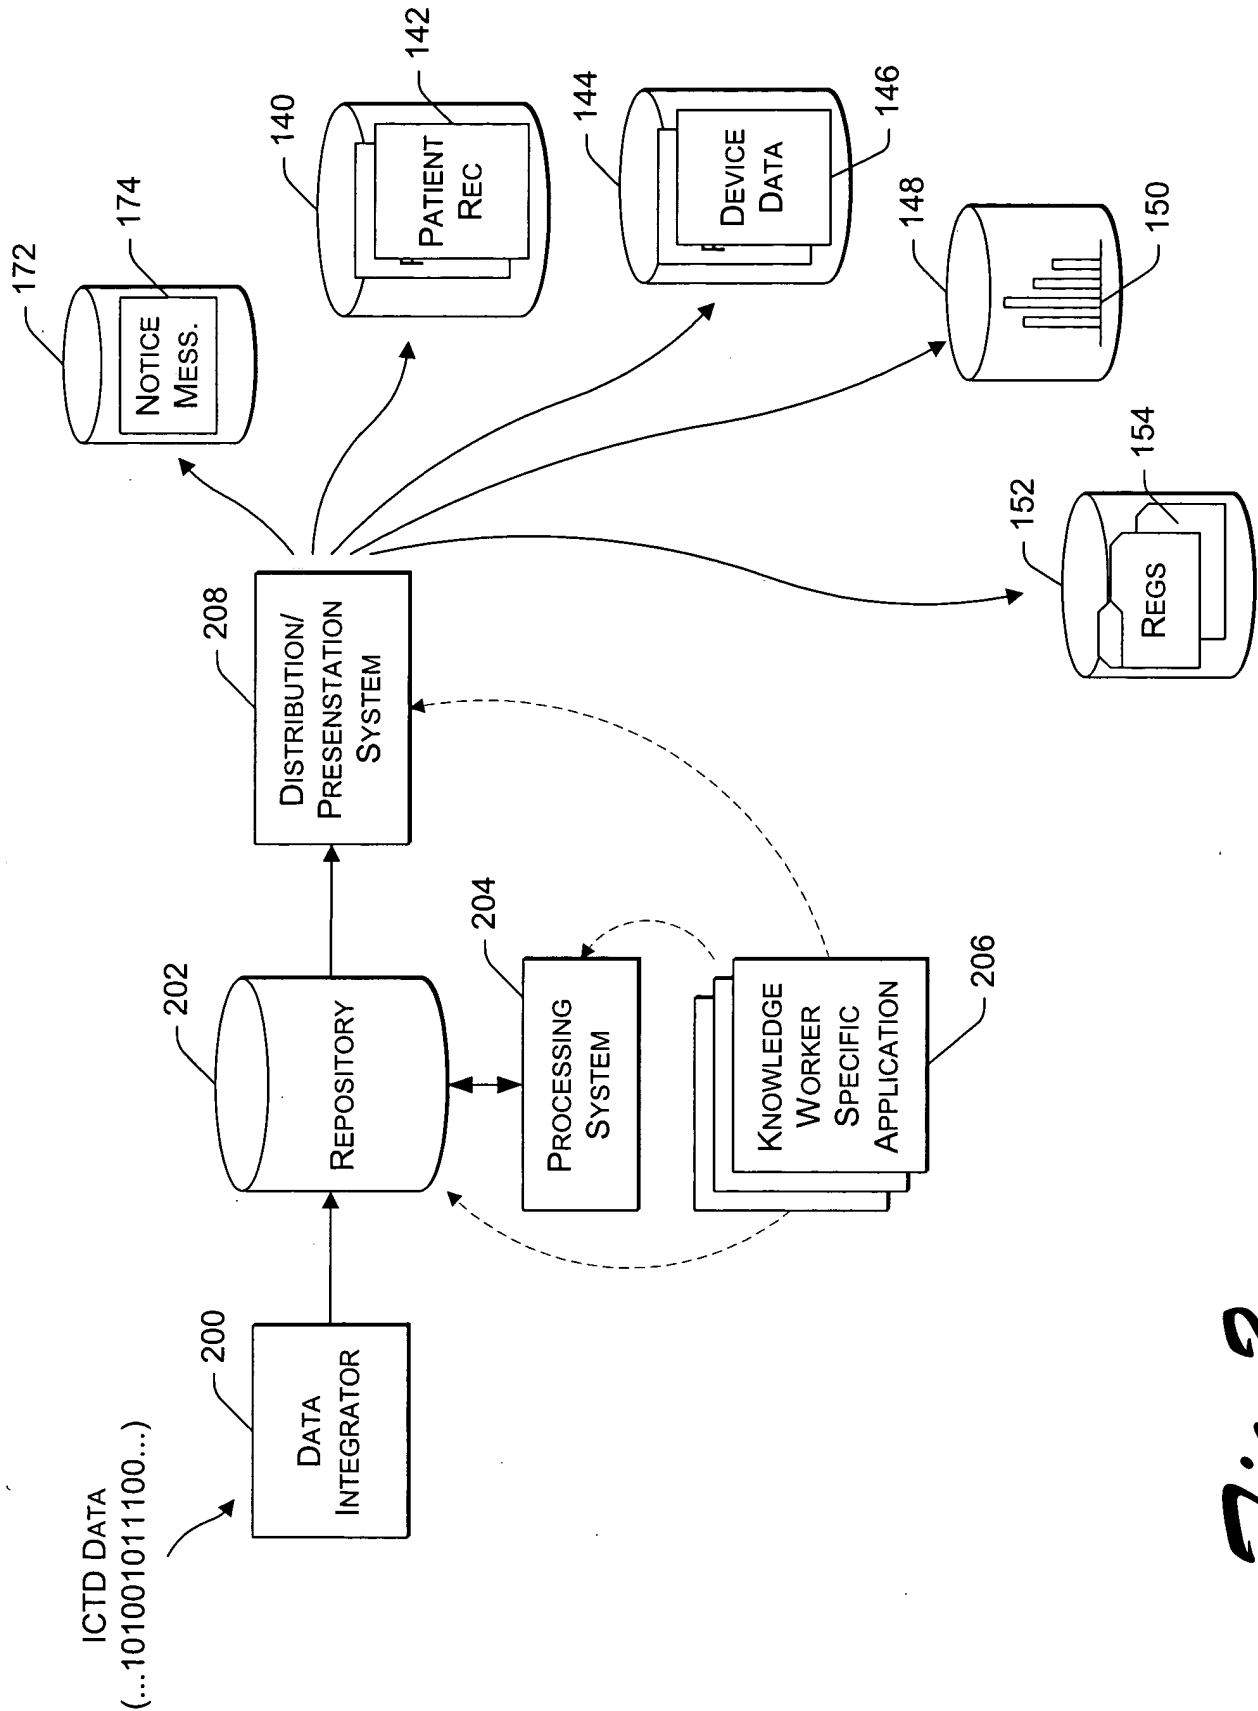 ICTD DATA
(...101001011100...)
200
DATA
INTEGRATOR
202
REPOSITORY
204
PROCESSING
SYSTEM
KNOWLEDGE
WORKER
SPECIFIC
APPLICATION
206
208
DISTRIBUTION/
PRESENSTATION
SYSTEM
172
174
NOTICE
MESS.
140
142
PATIENT
REC
144
146
DEVICE
DATA
148
150
152
154
REGS